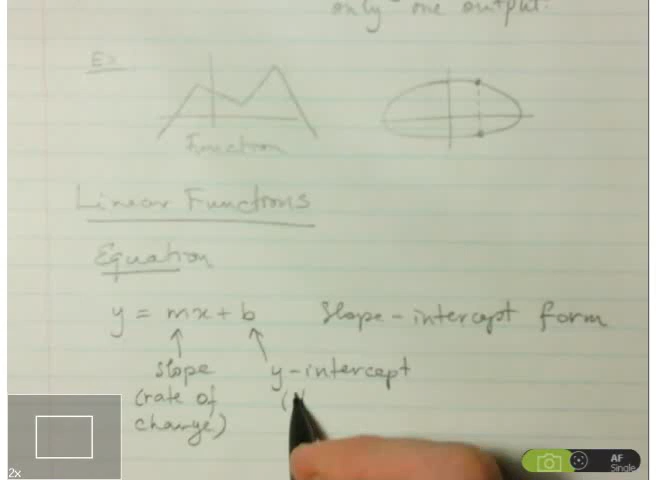 only one output.
Ex
Function
Linear Functions
Equation
y = mx + b   Slope-intercept form
slope
(rate of
change)
y-intercept
(
2x
AF
Single